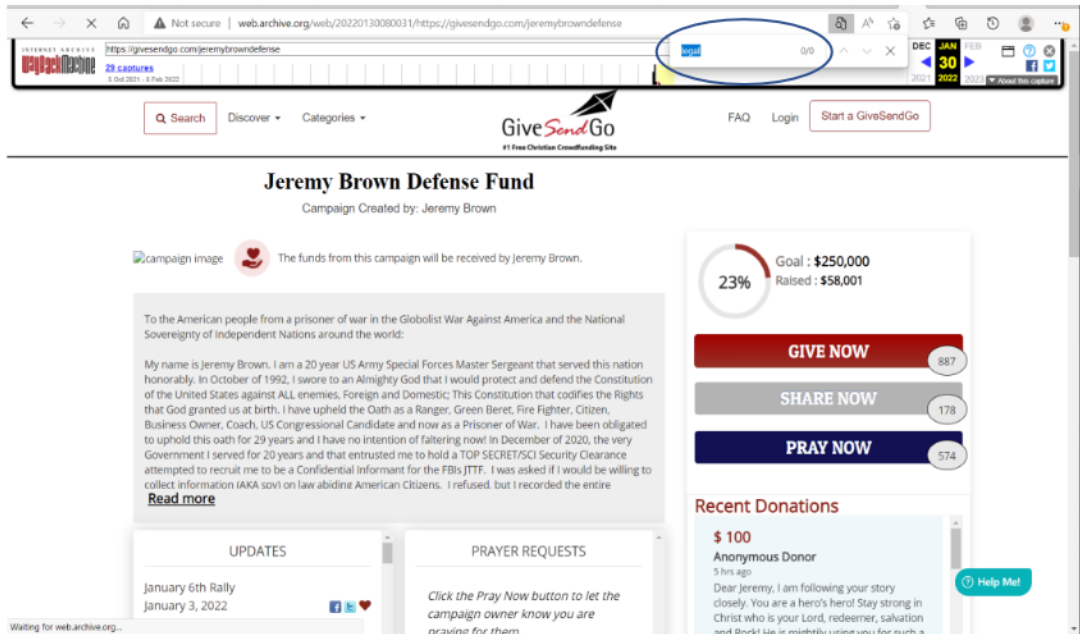 Not secure | web.archive.org/web/20220130080031/https://givesendgo.com/jeremybrowndefense
INTERNET ARCHIVE
WaybackMachine
https://givesendgo.com/jeremybrowndefense
29 captures
5 Oct 2021 - 8 Feb 2022
legal 0/0
DEC JAN FEB
30
2021 2022 2023
About this capture
Search Discover Categories
Give Send Go
#1 Free Christian Crowdfunding Site
FAQ Login Start a GiveSendGo
Jeremy Brown Defense Fund
Campaign Created by: Jeremy Brown
campaign image
The funds from this campaign will be received by Jeremy Brown.
To the American people from a prisoner of war in the Globolist War Against America and the National
Sovereignty of Independent Nations around the world:
My name is Jeremy Brown. I am a 20 year US Army Special Forces Master Sergeant that served this nation
honorably. In October of 1992, I swore to an Almighty God that I would protect and defend the Constitution
of the United States against ALL enemies, Foreign and Domestic; This Constitution that codifies the Rights
that God granted us at birth. I have upheld the Oath as a Ranger, Green Beret, Fire Fighter, Citizen,
Business Owner, Coach, US Congressional Candidate and now as a Prisoner of War. I have been obligated
to uphold this oath for 29 years and I have no intention of faltering now! In December of 2020, the very
Government I served for 20 years and that entrusted me to hold a TOP SECRET/SCI Security Clearance
attempted to recruit me to be a Confidential Informant for the FBIs JTTF. I was asked if I would be willing to
collect information (AKA spy) on law abiding American Citizens. I refused, but I recorded the entire
Read more
23%
Goal : $250,000
Raised : $58,001
GIVE NOW
887
SHARE NOW
178
PRAY NOW
574
Recent Donations
$ 100
Anonymous Donor
5 hrs ago
Dear Jeremy, I am following your story
closely. You are a hero's hero! Stay strong in
Christ who is your Lord, redeemer, salvation
and Rock! He is mightily using you for such a
UPDATES
January 6th Rally
January 3, 2022
PRAYER REQUESTS
Click the Pray Now button to let the
campaign owner know you are
praying for them
Help Me!
Waiting for web.archive.org...